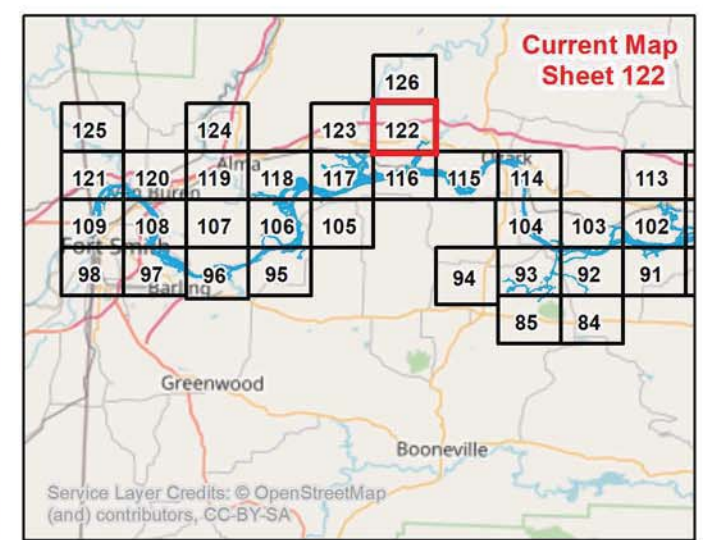 Current Map
Sheet 122
126
125 124 123 122
Alma Ozark
121 120 119 118 117 116 115 114 113
Van Buren
109 108 107 106 105 104 103 102
Fort Smith
98 97 96 95 94 93 92 91
Barling
85 84
Greenwood
Booneville
Service Layer Credits: © OpenStreetMap
(and) contributors, CC-BY-SA